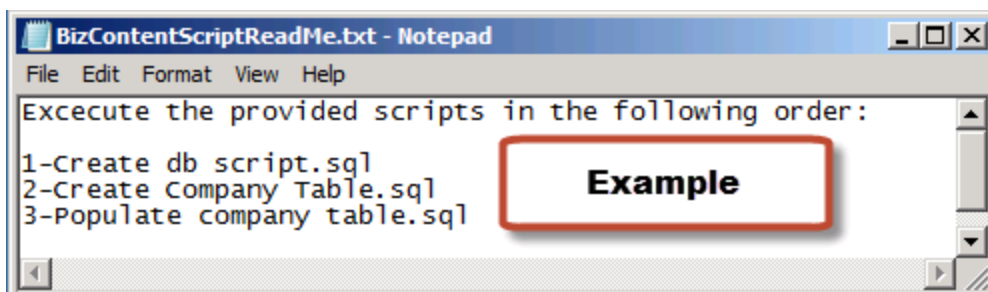 BizContentScriptReadMe.txt - Notepad
File Edit Format View Help
Excecute the provided scripts in the following order:
1-Create db script.sql
2-Create Company Table.sql
3-Populate company table.sql
Example